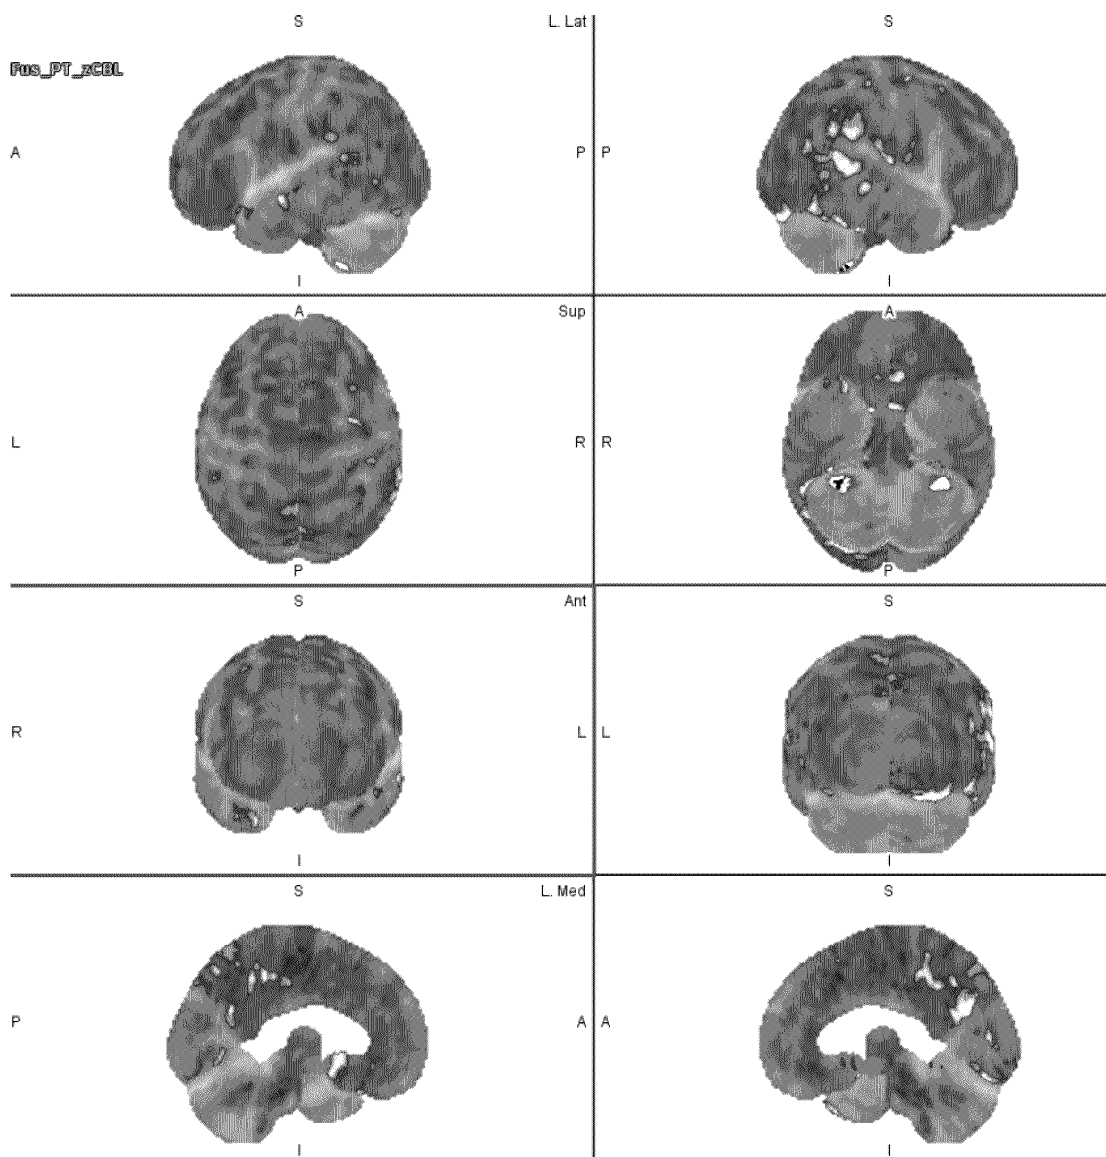 S L. Lat S
Fus_PT_zCBL
A P P
I I
A Sup A
L R R
P P
S Ant S
R L L
I I
S L. Med S
P A A
I I